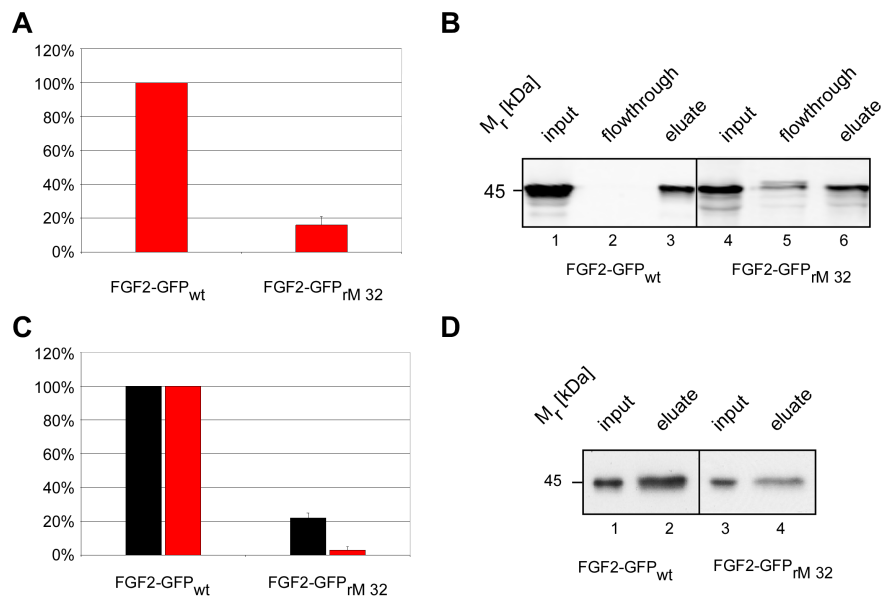 A
120%
100%
80%
60%
40%
20%
0%
FGF2-GFPwt
FGF2-GFPrM 32
B
Mr [kDa]
input
flowthrough
eluate
input
flowthrough
eluate
45
1 2 3 4 5 6
FGF2-GFPwt
FGF2-GFPrM 32
C
120%
100%
80%
60%
40%
20%
0%
FGF2-GFPwt
FGF2-GFPrM 32
D
Mr [kDa]
input
eluate
input
eluate
45
1 2 3 4
FGF2-GFPwt
FGF2-GFPrM 32